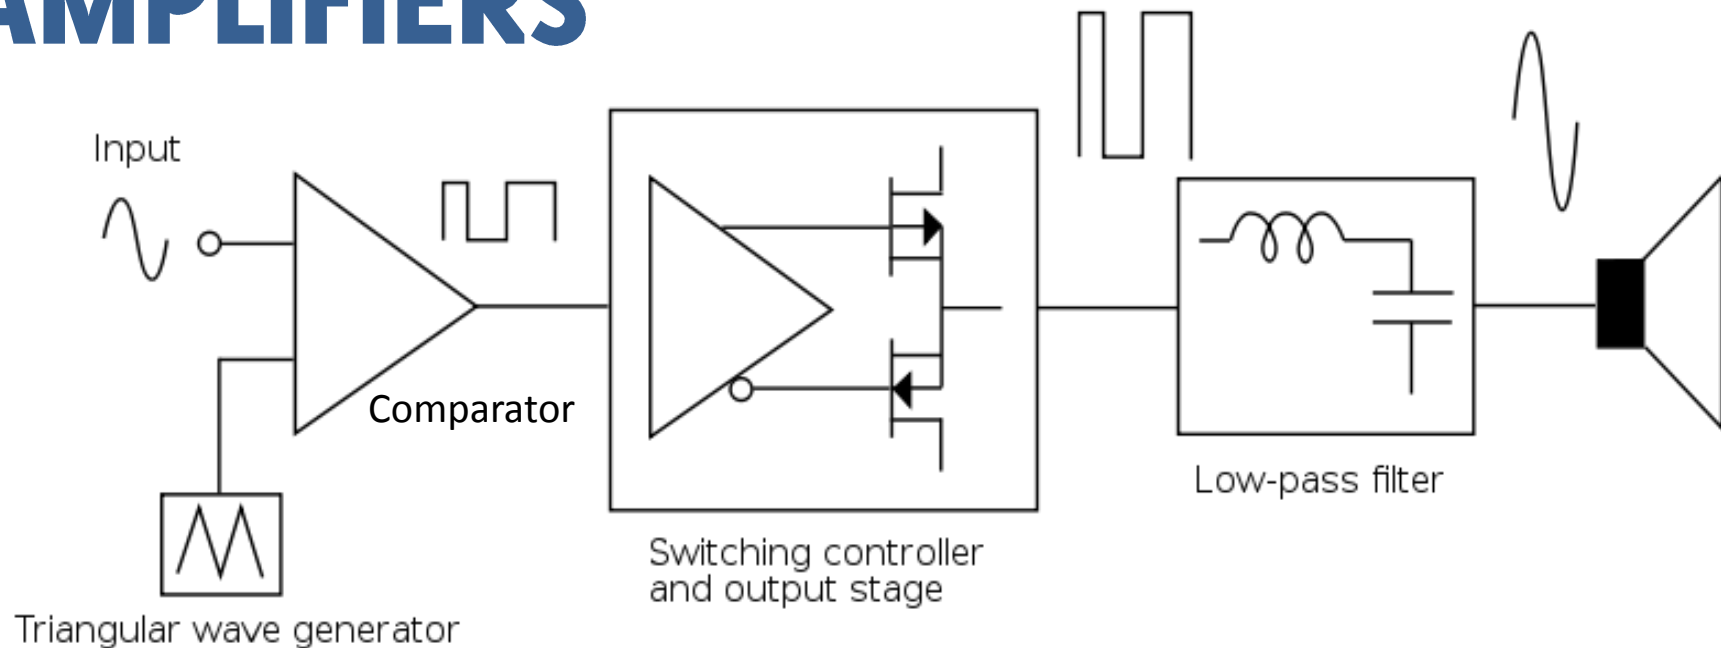 AMPLIFIERS
Input
Comparator
Low-pass filter
Switching controller
and output stage
Triangular wave generator